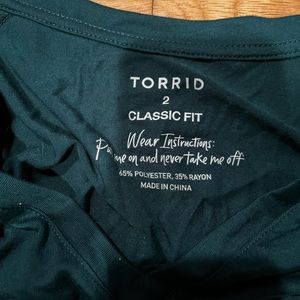 TORRID
2
CLASSIC FIT
Wear Instructions:
me on and never take me off
65% POLYESTER, 35% RAYON
MADE IN CHINA